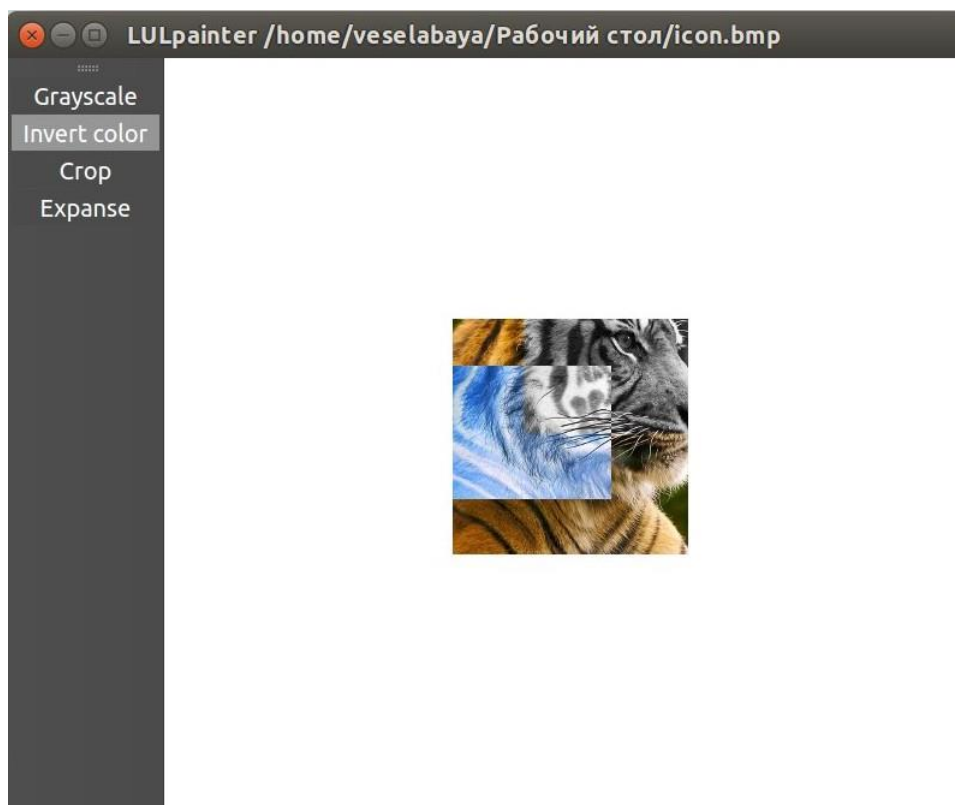 LULpainter /home/veselabaya/Рабочий стол/icon.bmp
Grayscale
Invert color
Crop
Expanse